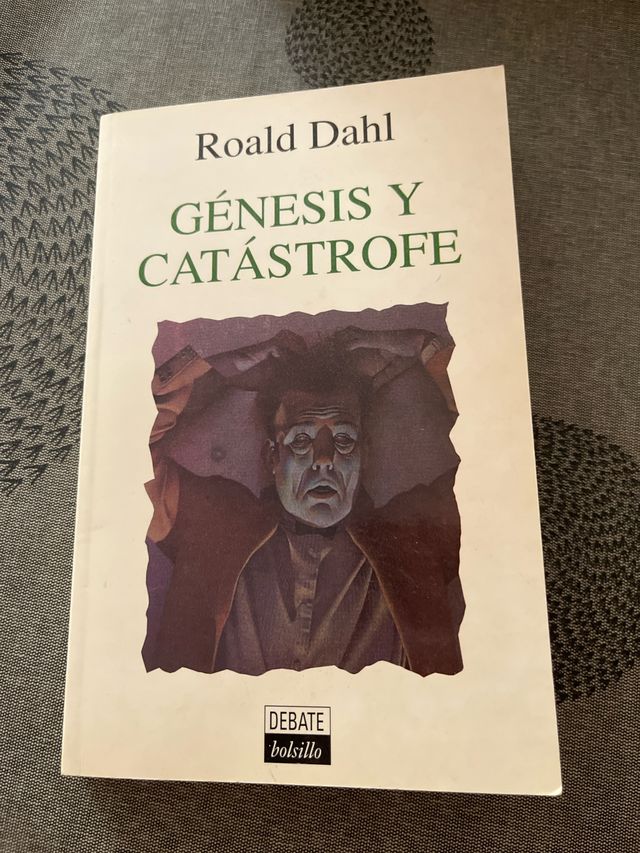 Roald Dahl
GÉNESIS Y
CATÁSTROFE
DEBATE
bolsillo